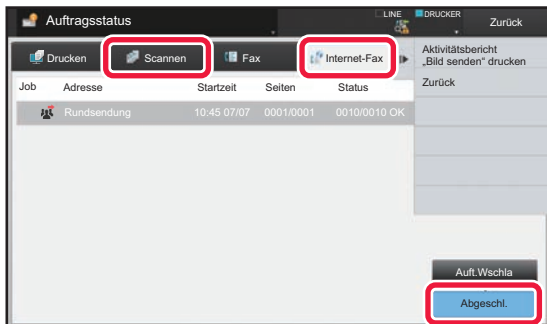 Auftragsstatus
LINE
DRUCKER
Zurück
Drucken
Scannen
Fax
Internet-Fax
Aktivitätsbericht
„Bild senden“ drucken
Zurück
Job Adresse Startzeit Seiten Status
Rundsendung 10:45 07/07 0001/0001 0010/0010 OK
Auft.Wschla
Abgeschl.